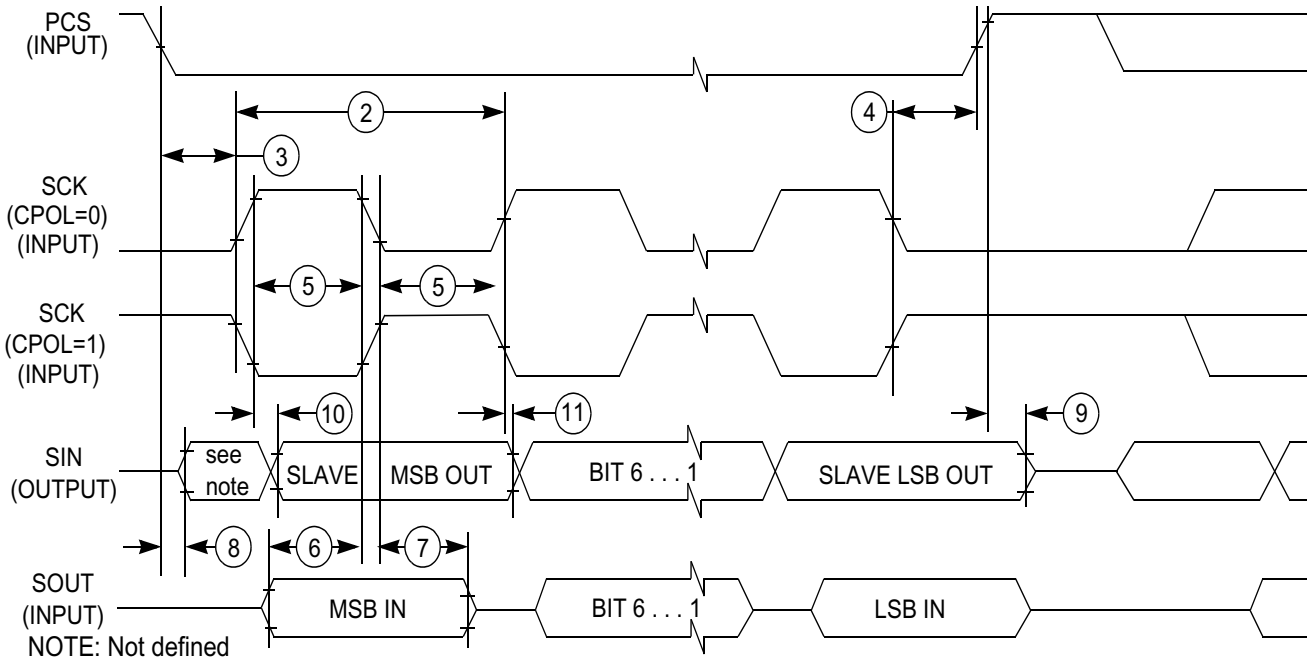 PCS
(INPUT)
2
4
3
SCK
(CPOL=0)
(INPUT)
5
5
SCK
(CPOL=1)
(INPUT)
10
11
9
SIN
(OUTPUT)
see
note
SLAVE
MSB OUT
BIT 6 . . . 1
SLAVE LSB OUT
8
6
7
SOUT
(INPUT)
MSB IN
BIT 6 . . . 1
LSB IN
NOTE: Not defined